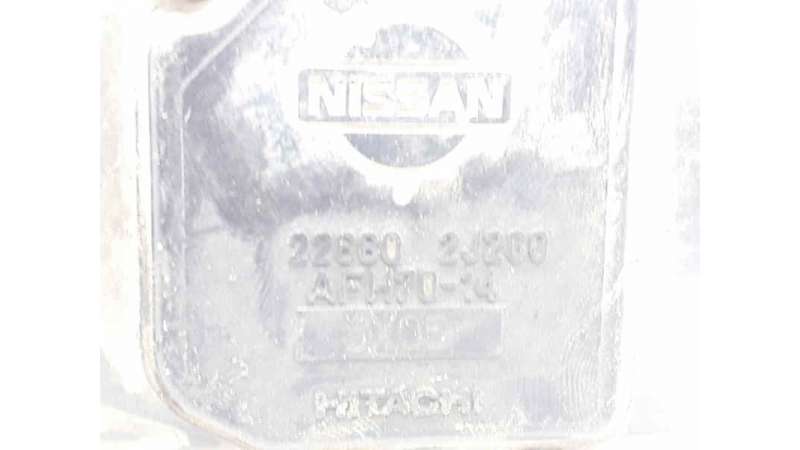 NISSAN
22680 2J200
AFH70-14
HITACHI